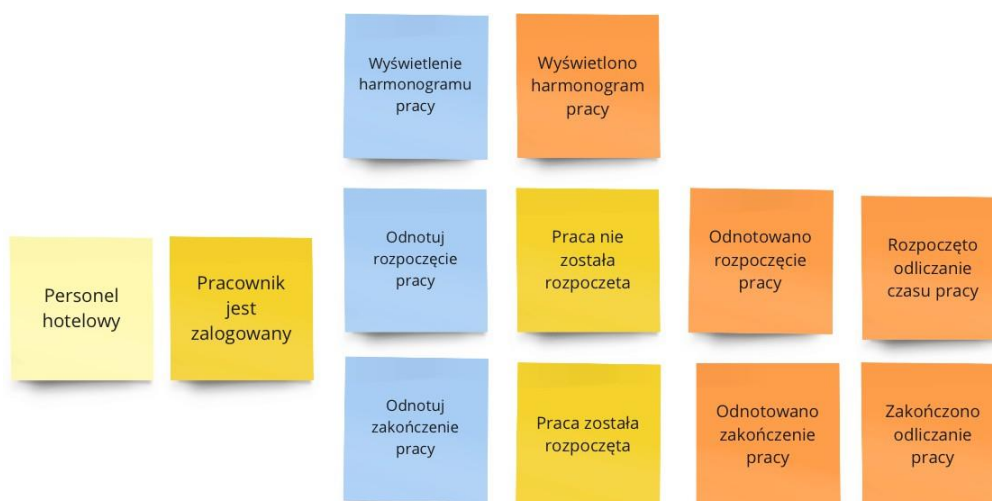 Wyświetlenie
harmonogramu
pracy
Wyświetlono
harmonogram
pracy
Personel
hotelowy
Pracownik
jest
zalogowany
Odnotuj
rozpoczęcie
pracy
Praca nie
została
rozpoczeta
Odnotowano
rozpoczęcie
pracy
Rozpoczęto
odliczanie
czasu pracy
Odnotuj
zakończenie
pracy
Praca została
rozpoczęta
Odnotowano
zakończenie
pracy
Zakończono
odliczanie
pracy